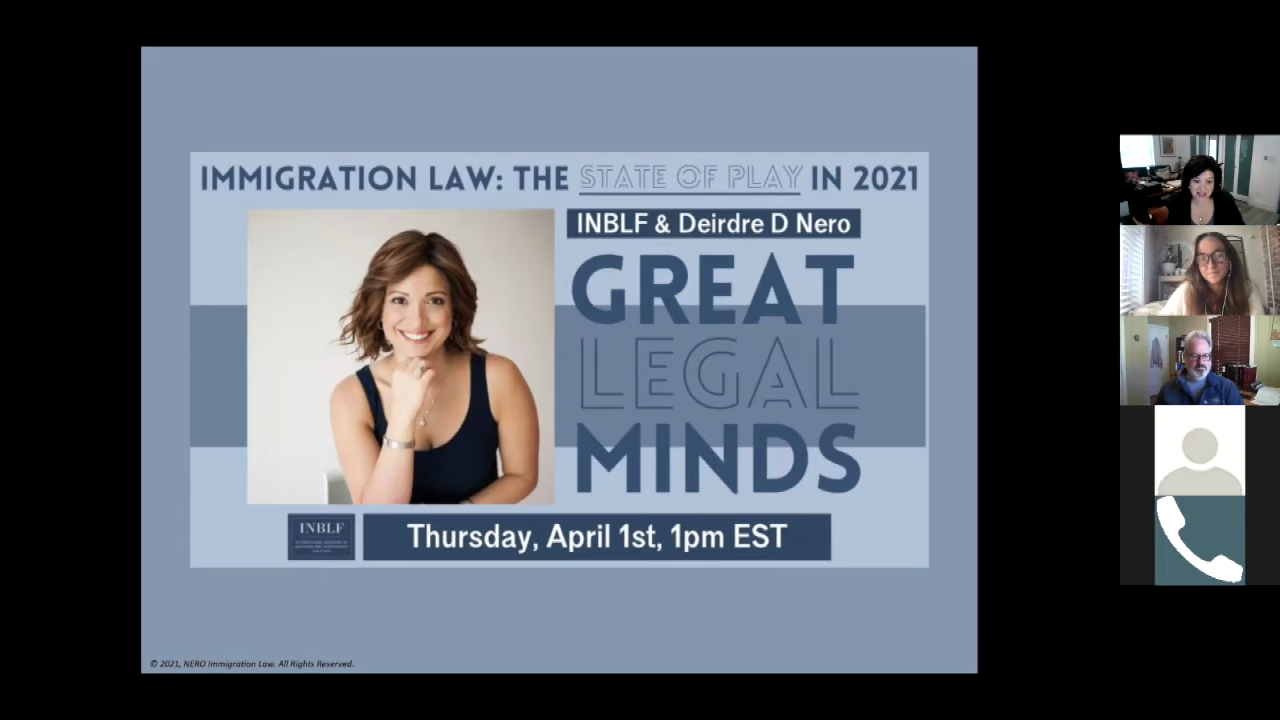 IMMIGRATION LAW: THE STATE OF PLAY IN 2021
INBLF & Deirdre D Nero
GREAT
LEGAL
MINDS
INBLF
Thursday, April 1st, 1pm EST
© 2021, NERO Immigration Law. All Rights Reserved.